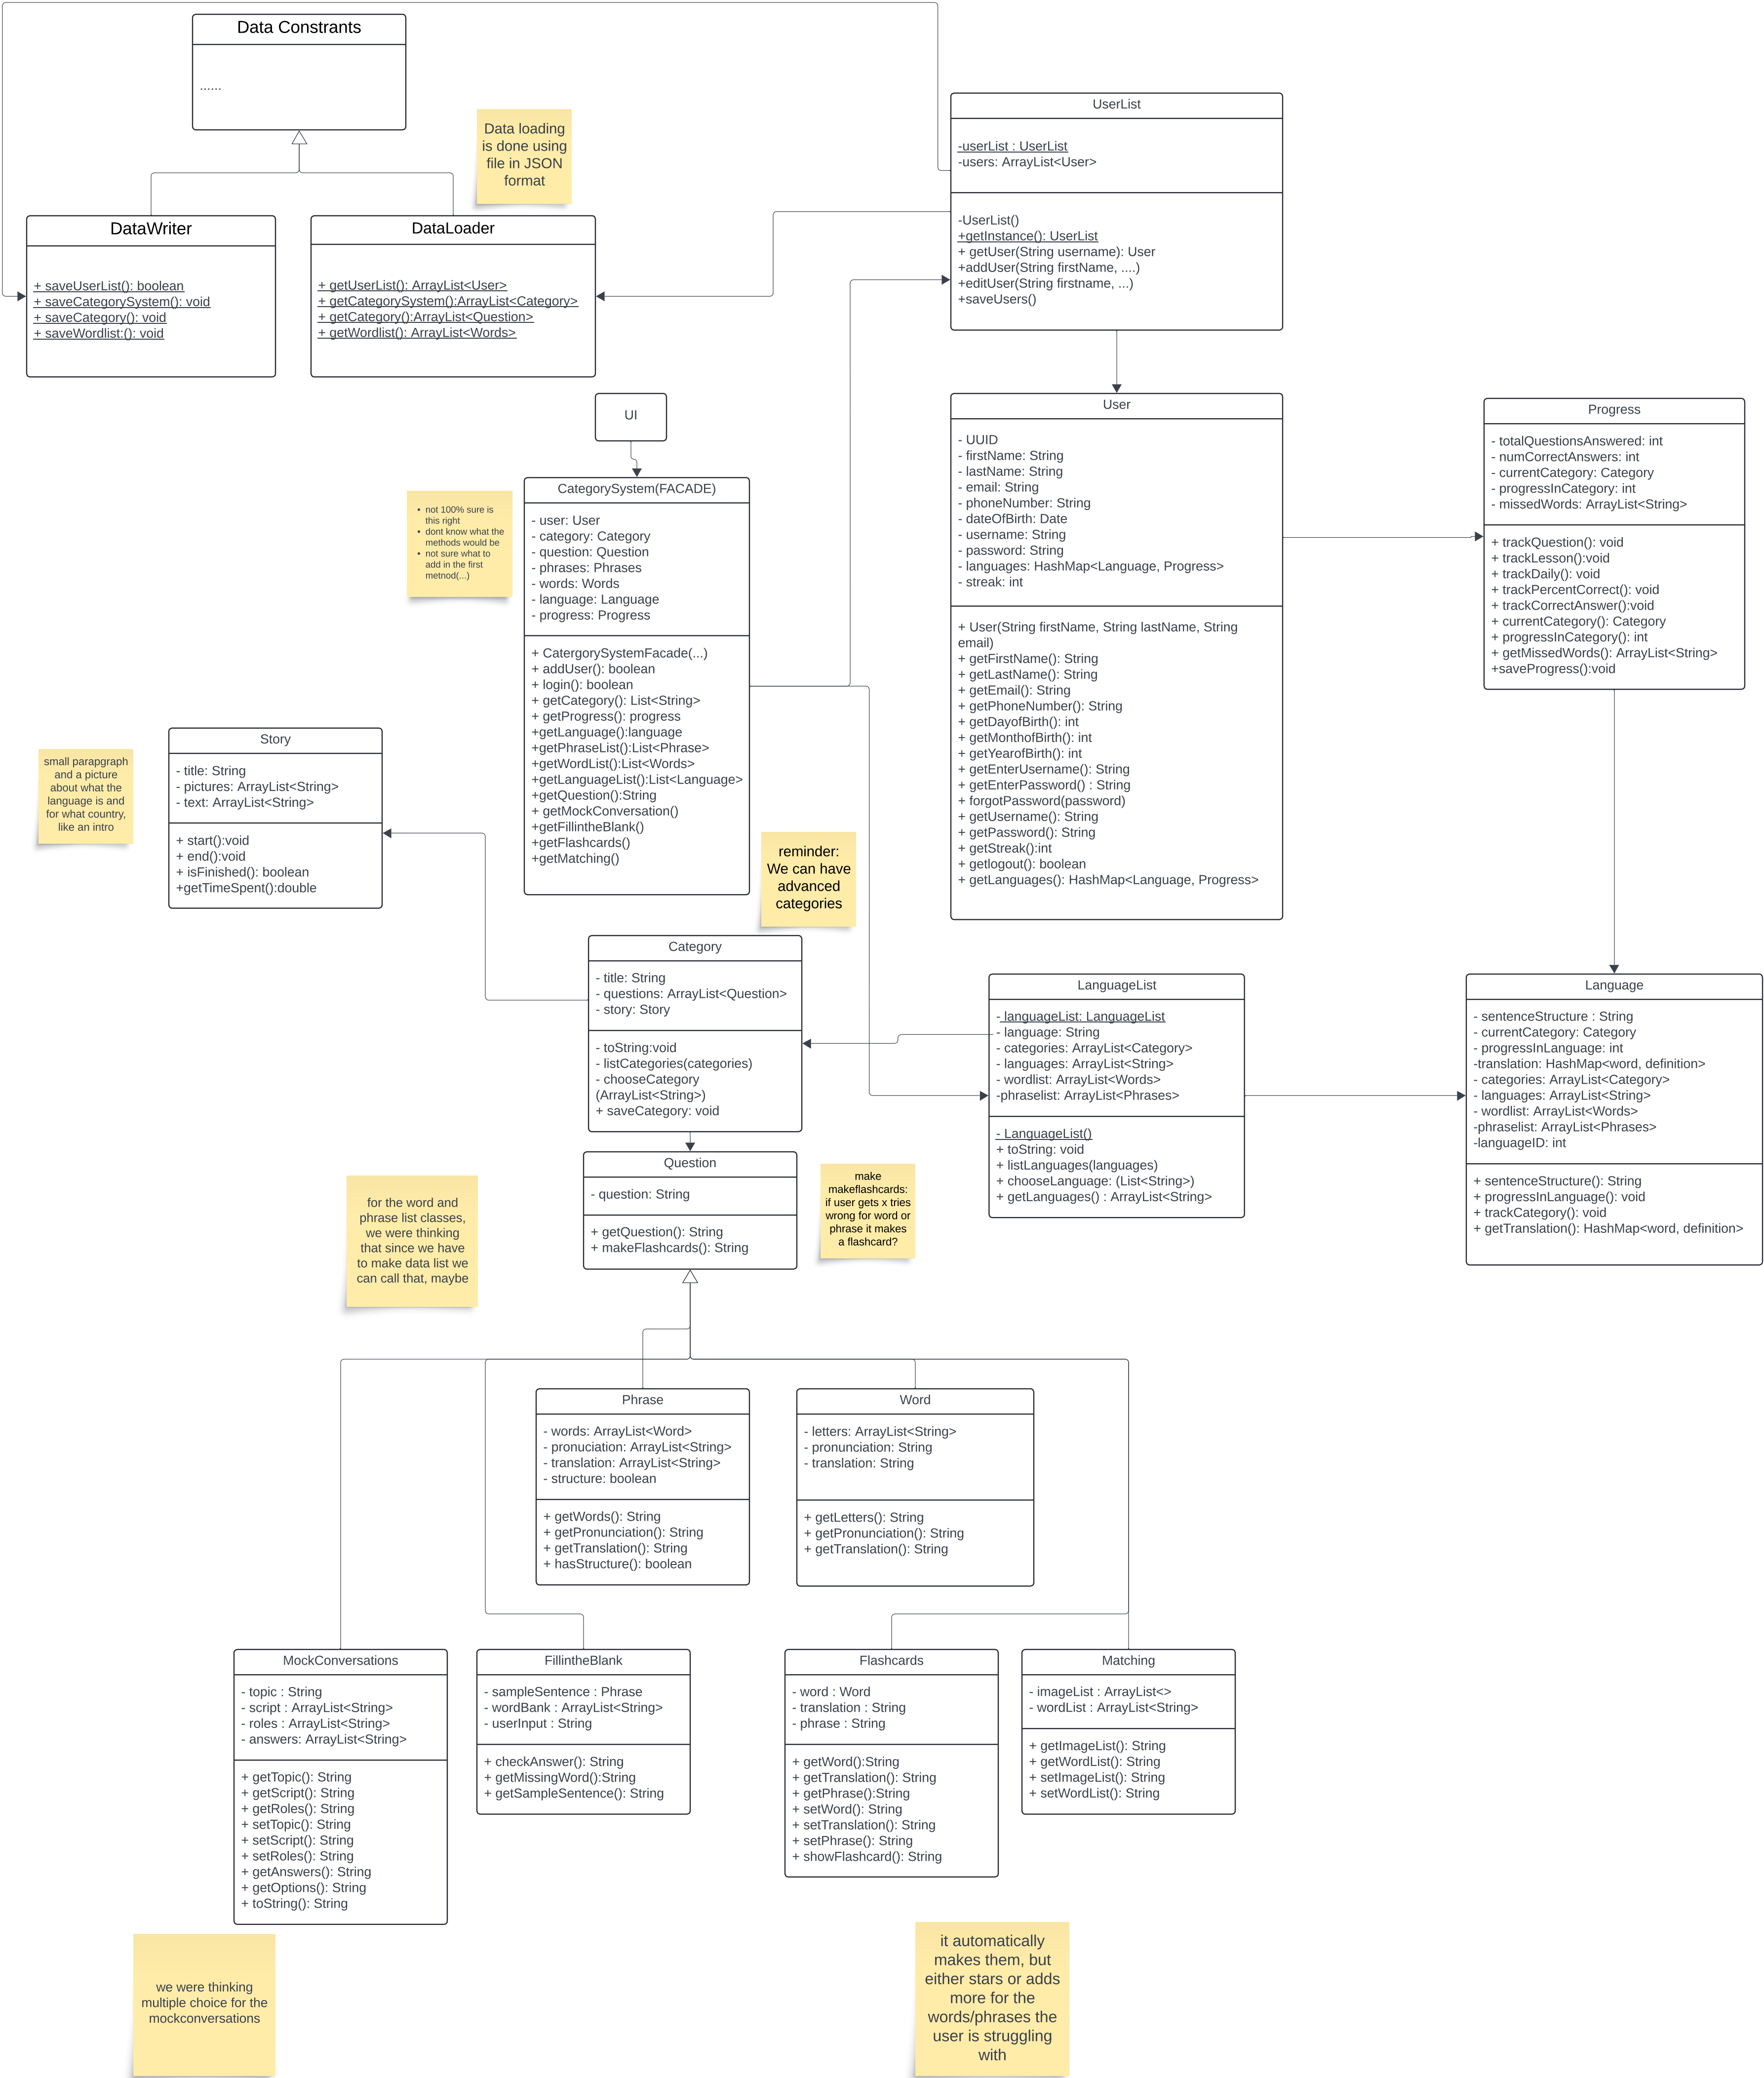 Data Constrants
......
Data loading
is done using
file in JSON
format
UserList
-userList : UserList
-users: ArrayList<User>
-UserList()
+getInstance(): UserList
+ getUser(String username): User
+addUser(String firstName, ....)
+editUser(String firstname, ...)
+saveUsers()
DataWriter
+ saveUserList(): boolean
+ saveCategorySystem(): void
+ saveCategory(): void
+ saveWordlist:(): void
DataLoader
+ getUserList(): ArrayList<User>
+ getCategorySystem():ArrayList<Category>
+ getCategory():ArrayList<Question>
+ getWordlist(): ArrayList<Words>
UI
CategorySystem(FACADE)
- user: User
- category: Category
- question: Question
- phrases: Phrases
- words: Words
- language: Language
- progress: Progress
+ CatergorySystemFacade(...)
+ addUser(): boolean
+ login(): boolean
+ getCategory(): List<String>
+ getProgress(): progress
+getLanguage():language
+getPhraseList():List<Phrase>
+getWordList():List<Words>
+getLanguageList():List<Language>
+getQuestion():String
+ getMockConversation()
+getFillintheBlank()
+getFlashcards()
+getMatching()
• not 100% sure is
this right
• dont know what the
methods would be
• not sure what to
add in the first
metnod(...)
User
- UUID
- firstName: String
- lastName: String
- email: String
- phoneNumber: String
- dateOfBirth: Date
- username: String
- password: String
- languages: HashMap<Language, Progress>
- streak: int
+ User(String firstName, String lastName, String
email)
+ getFirstName(): String
+ getLastName(): String
+ getEmail(): String
+ getPhoneNumber(): String
+ getDayofBirth(): int
+ getMonthofBirth(): int
+ getYearofBirth(): int
+ getEnterUsername(): String
+ getEnterPassword() : String
+ forgotPassword(password)
+ getUsername(): String
+ getPassword(): String
+ getStreak():int
+ getlogout(): boolean
+ getLanguages(): HashMap<Language, Progress>
Progress
- totalQuestionsAnswered: int
- numCorrectAnswers: int
- currentCategory: Category
- progressInCategory: int
- missedWords: ArrayList<String>
+ trackQuestion(): void
+ trackLesson():void
+ trackDaily(): void
+ trackPercentCorrect(): void
+ trackCorrectAnswer():void
+ currentCategory(): Category
+ progressInCategory(): int
+ getMissedWords(): ArrayList<String>
+saveProgress():void
small parapgraph
and a picture
about what the
language is and
for what country,
like an intro
Story
- title: String
- pictures: ArrayList<String>
- text: ArrayList<String>
+ start():void
+ end():void
+ isFinished(): boolean
+getTimeSpent():double
reminder:
We can have
advanced
categories
Category
- title: String
- questions: ArrayList<Question>
- story: Story
- toString:void
- listCategories(categories)
- chooseCategory
(ArrayList<String>)
+ saveCategory: void
LanguageList
- languageList: LanguageList
- language: String
- categories: ArrayList<Category>
- languages: ArrayList<String>
- wordlist: ArrayList<Words>
-phraselist: ArrayList<Phrases>
- LanguageList()
+ toString: void
+ listLanguages(languages)
+ chooseLanguage: (List<String>)
+ getLanguages() : ArrayList<String>
Language
- sentenceStructure : String
- currentCategory: Category
- progressInLanguage: int
-translation: HashMap<word, definition>
- categories: ArrayList<Category>
- languages: ArrayList<String>
- wordlist: ArrayList<Words>
-phraselist: ArrayList<Phrases>
-languageID: int
+ sentenceStructure(): String
+ progressInLanguage(): void
+ trackCategory(): void
+ getTranslation(): HashMap<word, definition>
Question
- question: String
+ getQuestion(): String
+ makeFlashcards(): String
make
makeflashcards:
if user gets x tries
wrong for word or
phrase it makes
a flashcard?
for the word and
phrase list classes,
we were thinking
that since we have
to make data list we
can call that, maybe
Phrase
- words: ArrayList<Word>
- pronuciation: ArrayList<String>
- translation: ArrayList<String>
- structure: boolean
+ getWords(): String
+ getPronunciation(): String
+ getTranslation(): String
+ hasStructure(): boolean
Word
- letters: ArrayList<String>
- pronunciation: String
- translation: String
+ getLetters(): String
+ getPronunciation(): String
+ getTranslation(): String
MockConversations
- topic : String
- script : ArrayList<String>
- roles : ArrayList<String>
- answers: ArrayList<String>
+ getTopic(): String
+ getScript(): String
+ getRoles(): String
+ setTopic(): String
+ setScript(): String
+ setRoles(): String
+ getAnswers(): String
+ getOptions(): String
+ toString(): String
FillintheBlank
- sampleSentence : Phrase
- wordBank : ArrayList<String>
- userInput : String
+ checkAnswer(): String
+ getMissingWord():String
+ getSampleSentence(): String
Flashcards
- word : Word
- translation : String
- phrase : String
+ getWord():String
+ getTranslation(): String
+ getPhrase():String
+ setWord(): String
+ setTranslation(): String
+ setPhrase(): String
+ showFlashcard(): String
Matching
- imageList : ArrayList<>
- wordList : ArrayList<String>
+ getImageList(): String
+ getWordList(): String
+ setImageList(): String
+ setWordList(): String
we were thinking
multiple choice for the
mockconversations
it automatically
makes them, but
either stars or adds
more for the
words/phrases the
user is struggling
with